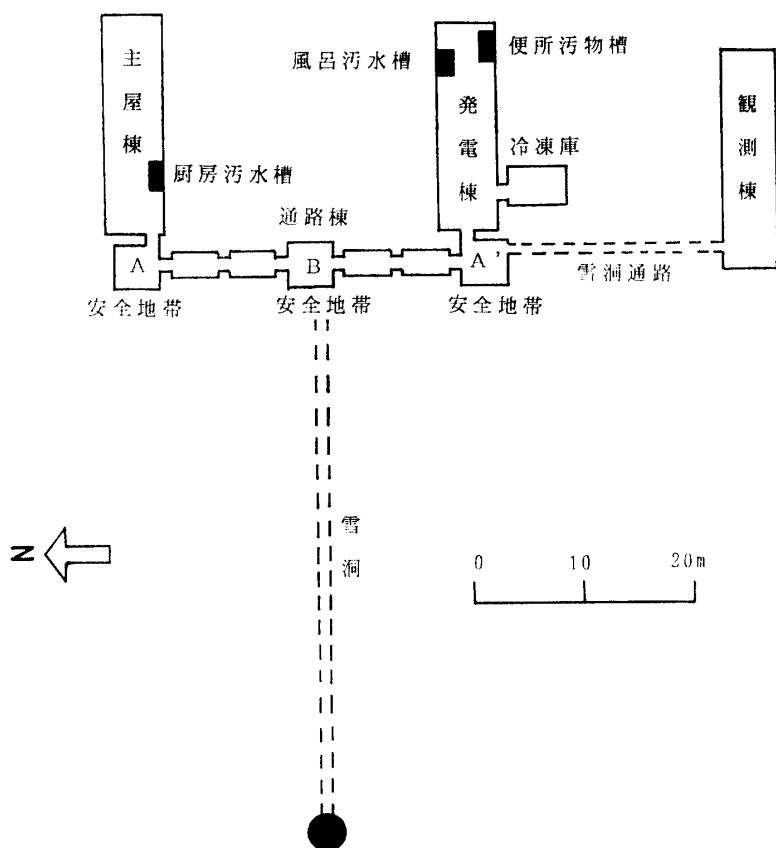 主屋棟
風呂汚水槽
便所汚物槽
発電棟
観測棟
冷凍庫
厨房汚水槽
通路棟
A
B
A'
雪洞通路
安全地帯
安全地帯
安全地帯
雪洞
N
0 10 20m